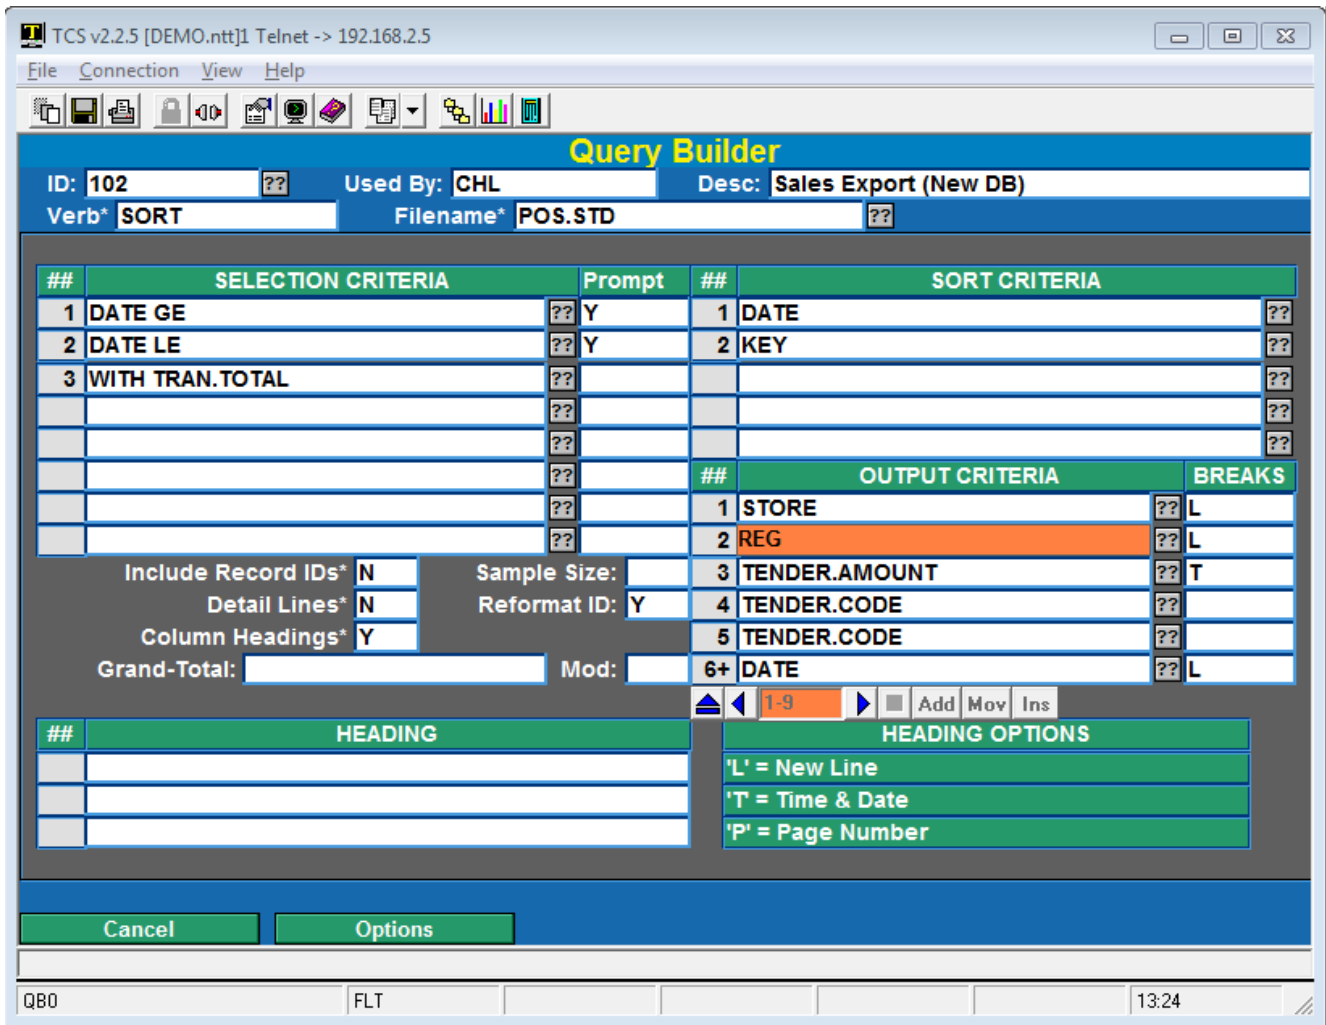 TCS v2.2.5 [DEMO.ntt]1 Telnet -> 192.168.2.5
File Connection View Help
Query Builder
ID: 102 ?? Used By: CHL Desc: Sales Export (New DB)
Verb* SORT Filename* POS.STD ??
## SELECTION CRITERIA Prompt ## SORT CRITERIA
1 DATE GE ?? Y 1 DATE ??
2 DATE LE ?? Y 2 KEY ??
3 WITH TRAN.TOTAL ?? ??
?? ??
?? ??
?? ## OUTPUT CRITERIA BREAKS
?? 1 STORE ?? L
?? 2 REG ?? L
Include Record IDs* N Sample Size: 3 TENDER.AMOUNT ?? T
Detail Lines* N Reformat ID: Y 4 TENDER.CODE ??
Column Headings* Y 5 TENDER.CODE ??
Grand-Total: Mod: 6+ DATE ?? L
1-9 Add Mov Ins
## HEADING HEADING OPTIONS
'L' = New Line
'T' = Time & Date
'P' = Page Number
Cancel Options
QB0 FLT 13:24